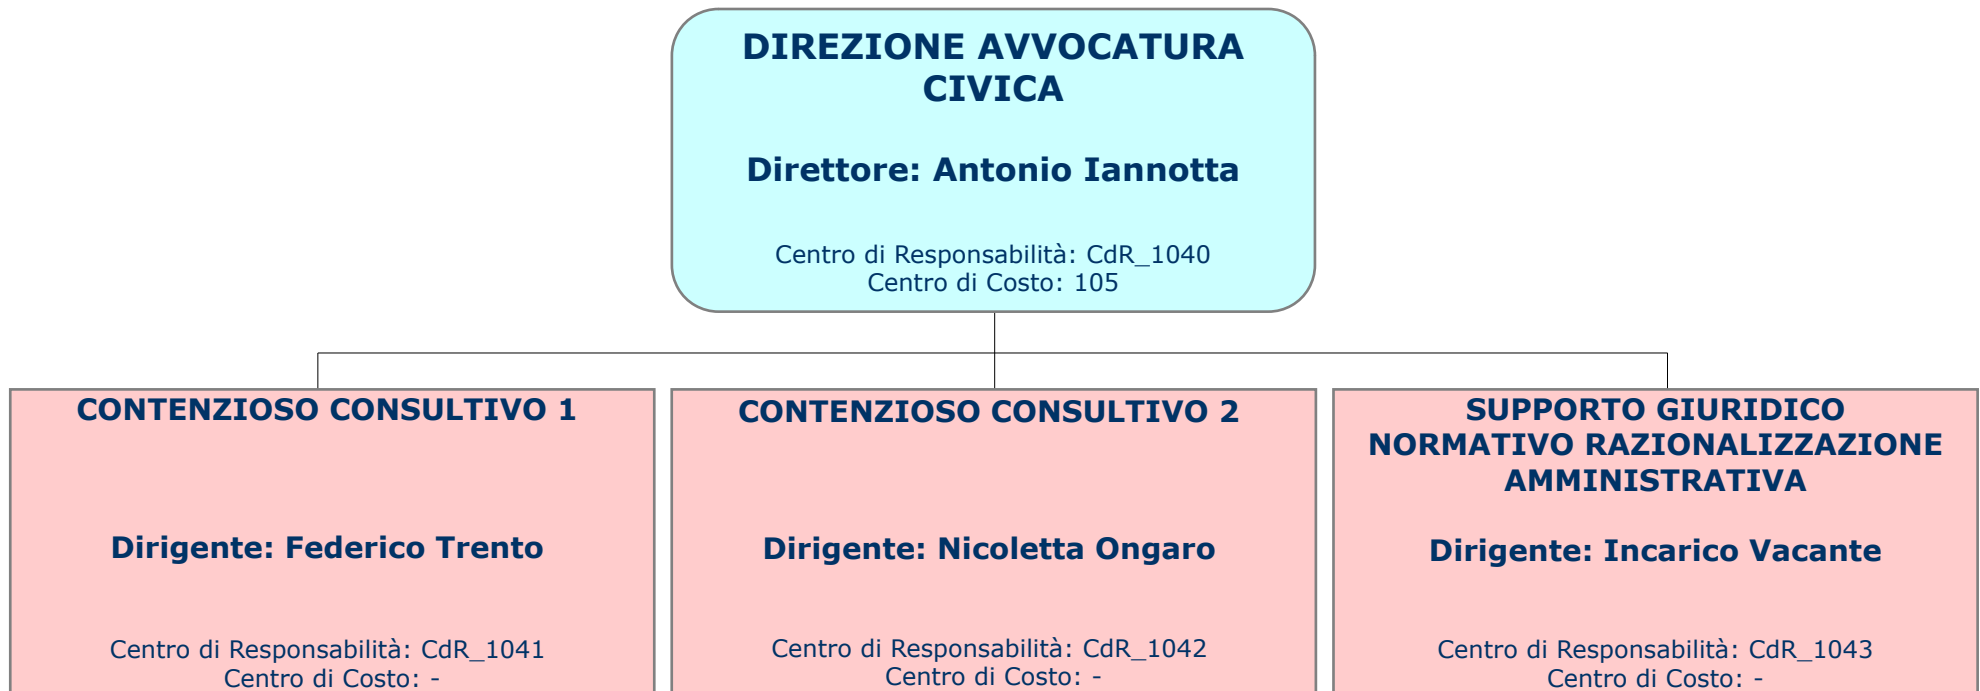 DIREZIONE AVVOCATURA
CIVICA
Direttore: Antonio Iannotta
Centro di Responsabilità: CdR_1040
Centro di Costo: 105
CONTENZIOSO CONSULTIVO 1
Dirigente: Federico Trento
Centro di Responsabilità: CdR_1041
Centro di Costo: -
CONTENZIOSO CONSULTIVO 2
Dirigente: Nicoletta Ongaro
Centro di Responsabilità: CdR_1042
Centro di Costo: -
SUPPORTO GIURIDICO
NORMATIVO RAZIONALIZZAZIONE
AMMINISTRATIVA
Dirigente: Incarico Vacante
Centro di Responsabilità: CdR_1043
Centro di Costo: -